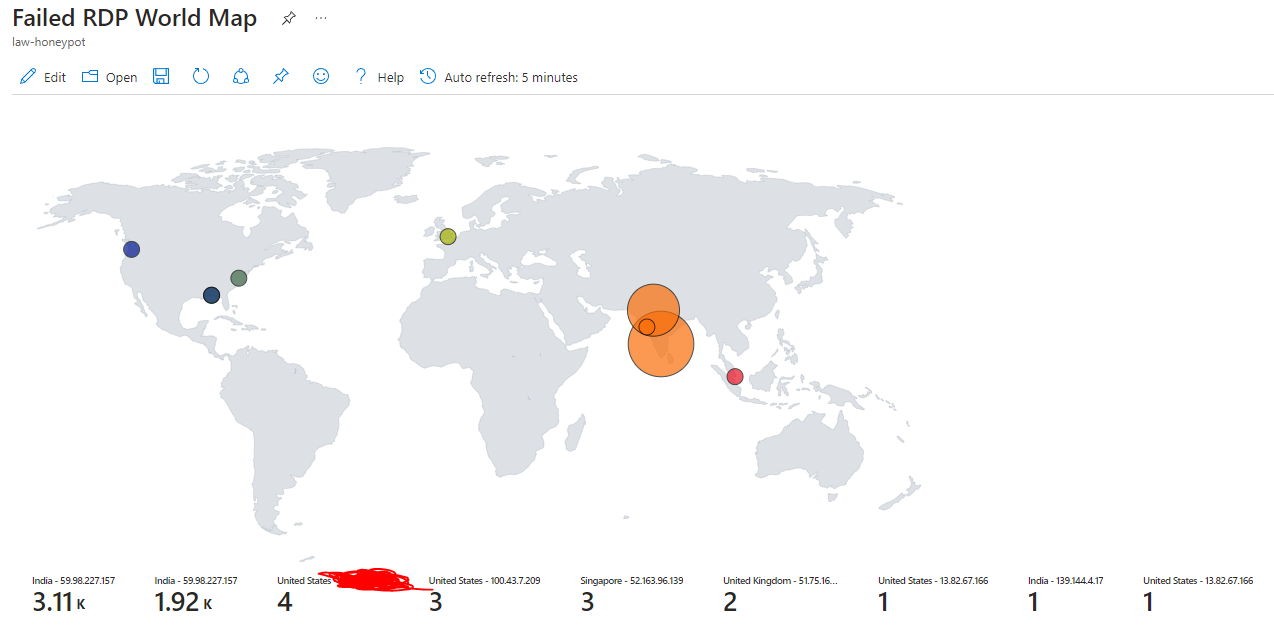 Failed RDP World Map
law-honeypot
Edit Open Help Auto refresh: 5 minutes
India - 59.98.227.157 India - 59.98.227.157 United States United States - 100.43.7.209 Singapore - 52.163.96.139 United Kingdom - 51.75.16... United States - 13.82.67.166 India - 139.144.4.17 United States - 13.82.67.166
3.11 K 1.92 K 4 3 3 2 1 1 1